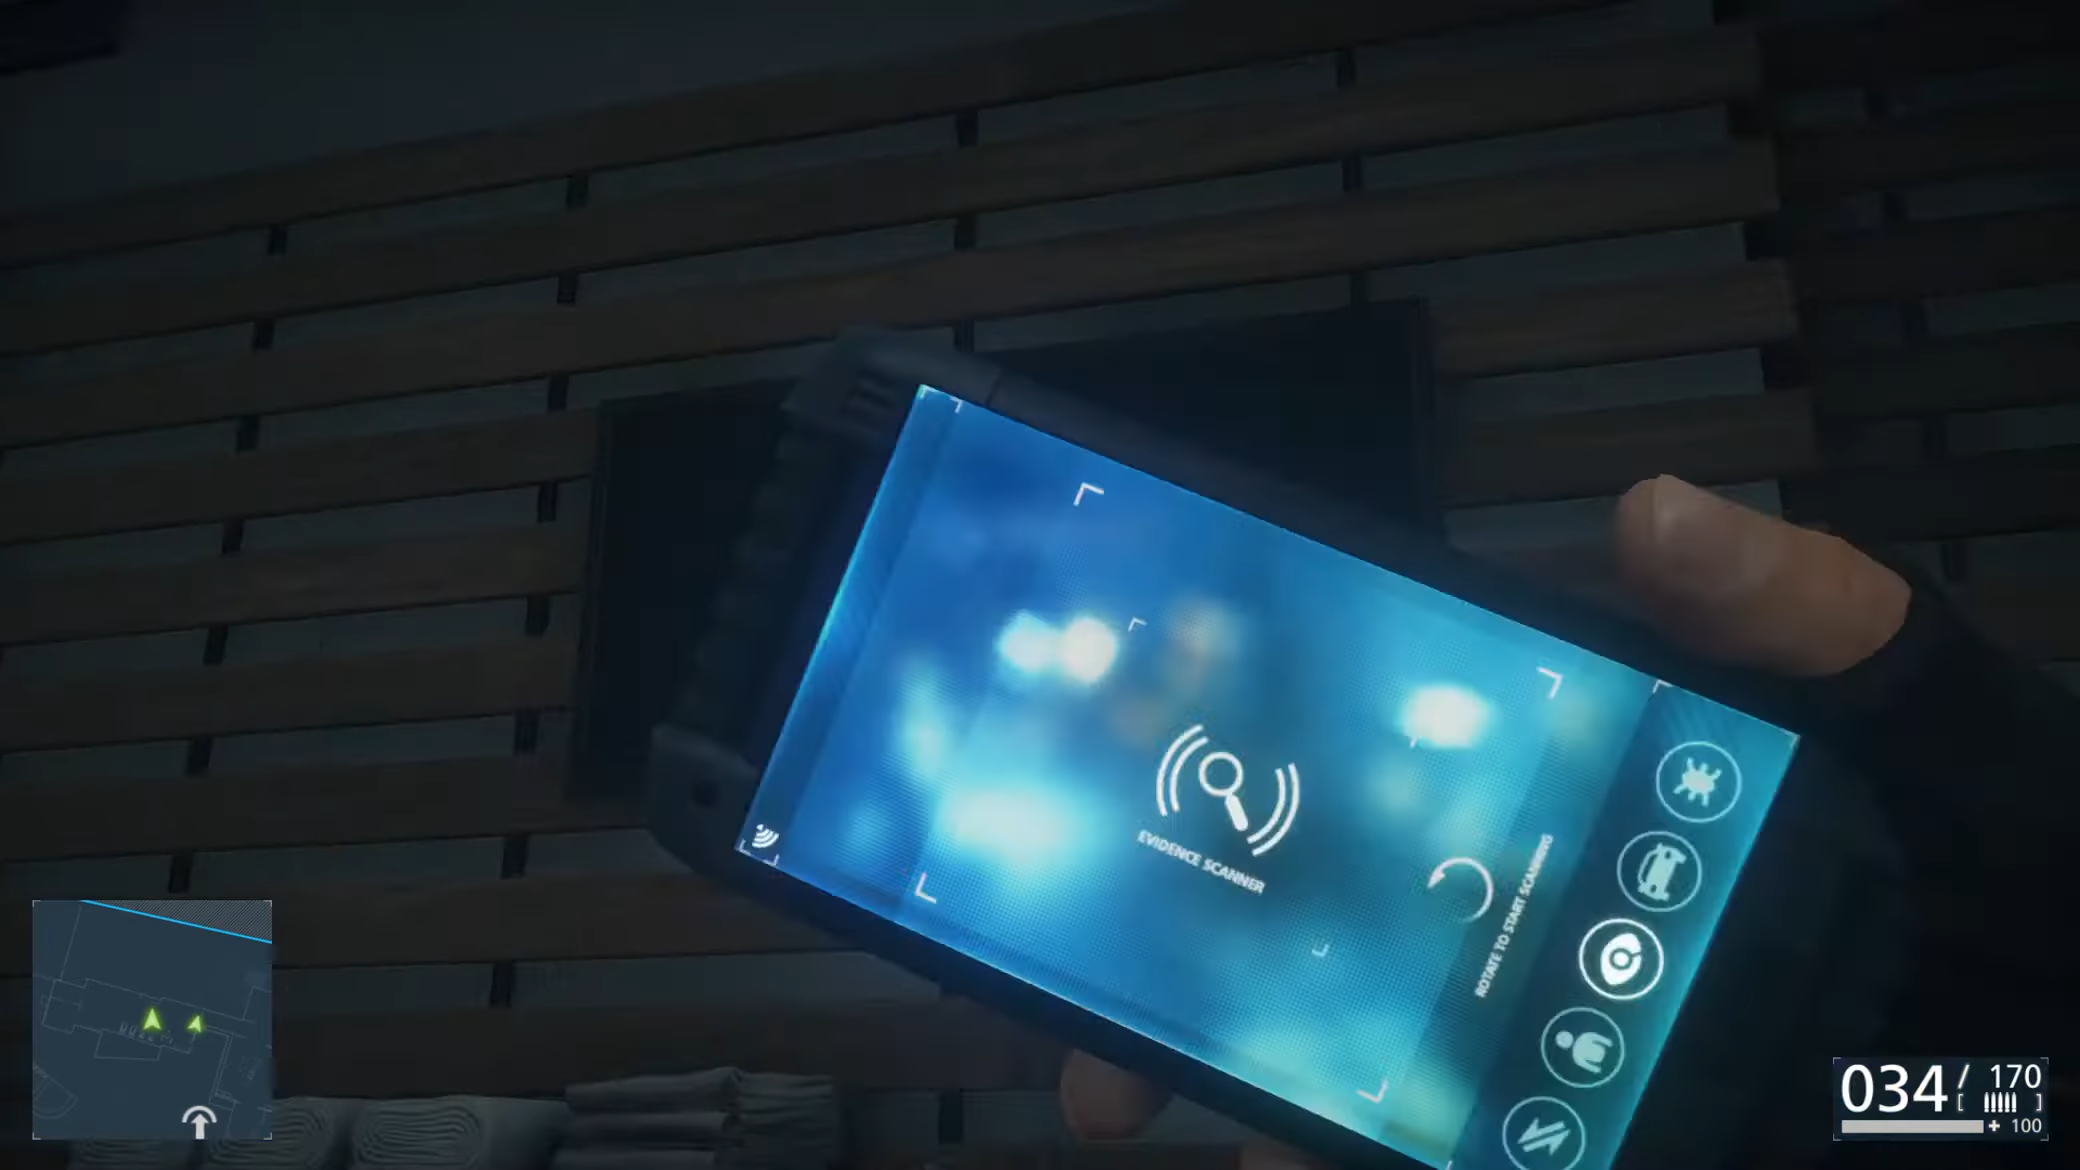 EVIDENCE SCANNER
ROTATE TO START SCANNING
034 / 170
+ 100